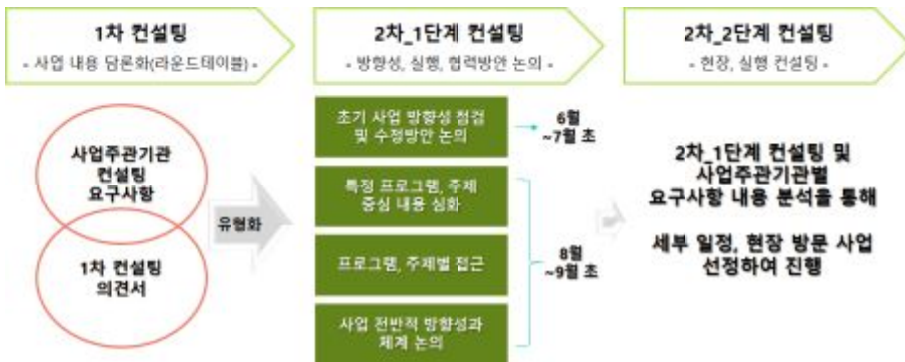 1차 컨설팅
- 사업 내용 담론화(라운드테이블) -
사업주관기관
컨설팅
요구사항
1차 컨설팅
의견서
유형화
2차_1단계 컨설팅
- 방향성, 실행, 협력방안 논의 -
초기 사업 방향성 점검
및 수정방안 논의
6월
~7월 초
특정 프로그램, 주제
중심 내용 심화
프로그램, 주제별 접근
사업 전반적 방향성과
체계 논의
8월
~9월 초
2차_2단계 컨설팅
- 현장, 실행 컨설팅 -
2차_1단계 컨설팅 및
사업주관기관별
요구사항 내용 분석을 통해
세부 일정, 현장 방문 사업
선정하여 진행